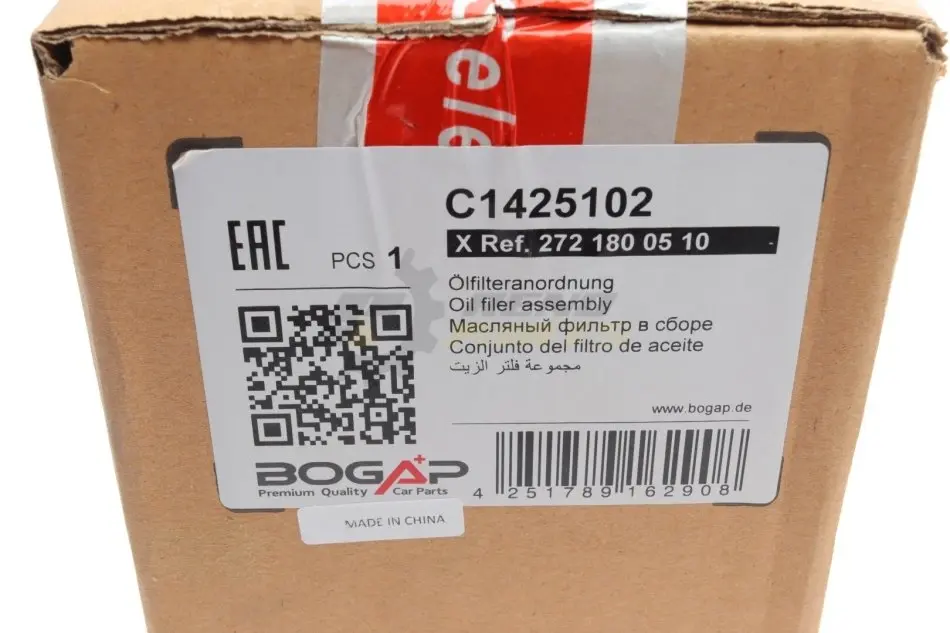 e/e
C1425102
X Ref. 272 180 05 10
EAC
PCS 1
Ölfilteranordnung
Oil filer assembly
Масляный фильтр в сборе
Conjunto del filtro de aceite
مجموعة فلتر الزيت
www.bogap.de
BOGAP
Premium Quality Car Parts
4 251789 162908
MADE IN CHINA